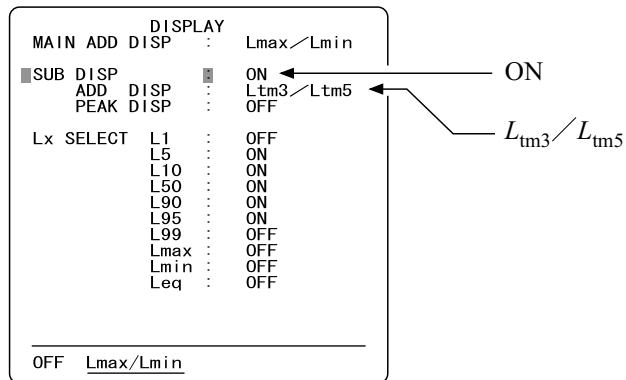 DISPLAY
MAIN ADD DISP : Lmax/Lmin
SUB DISP : ON
ADD DISP : Ltm3/Ltm5
PEAK DISP : OFF
Lx SELECT L1 : OFF
L5 : ON
L10 : ON
L50 : ON
L90 : ON
L95 : ON
L99 : OFF
Lmax : OFF
Lmin : OFF
Leq : OFF
OFF Lmax/Lmin
ON
Ltm3/Ltm5